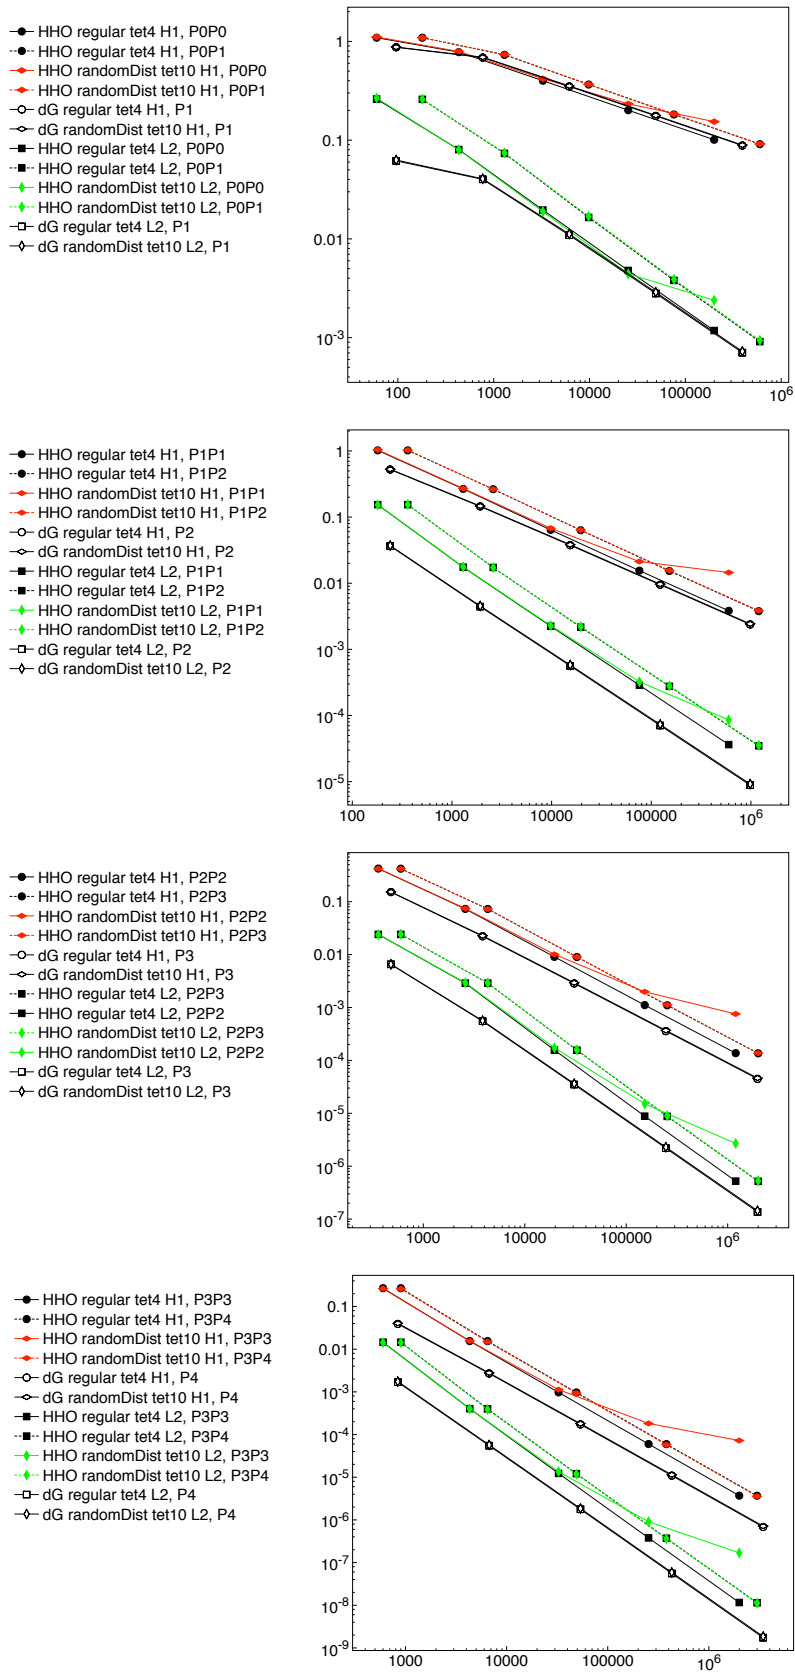 HHO regular tet4 H1, P0P0
HHO regular tet4 H1, P0P1
HHO randomDist tet10 H1, P0P0
HHO randomDist tet10 H1, P0P1
dG regular tet4 H1, P1
dG randomDist tet10 H1, P1
HHO regular tet4 L2, P0P0
HHO regular tet4 L2, P0P1
HHO randomDist tet10 L2, P0P0
HHO randomDist tet10 L2, P0P1
dG regular tet4 L2, P1
dG randomDist tet10 L2, P1
1
0.1
0.01
10^-3
100 1000 10000 100000 10^6
HHO regular tet4 H1, P1P1
HHO regular tet4 H1, P1P2
HHO randomDist tet10 H1, P1P1
HHO randomDist tet10 H1, P1P2
dG regular tet4 H1, P2
dG randomDist tet10 H1, P2
HHO regular tet4 L2, P1P1
HHO regular tet4 L2, P1P2
HHO randomDist tet10 L2, P1P1
HHO randomDist tet10 L2, P1P2
dG regular tet4 L2, P2
dG randomDist tet10 L2, P2
1
0.1
0.01
10^-3
10^-4
10^-5
100 1000 10000 100000 10^6
HHO regular tet4 H1, P2P2
HHO regular tet4 H1, P2P3
HHO randomDist tet10 H1, P2P2
HHO randomDist tet10 H1, P2P3
dG regular tet4 H1, P3
dG randomDist tet10 H1, P3
HHO regular tet4 L2, P2P3
HHO regular tet4 L2, P2P2
HHO randomDist tet10 L2, P2P3
HHO randomDist tet10 L2, P2P2
dG regular tet4 L2, P3
dG randomDist tet10 L2, P3
0.1
0.01
10^-3
10^-4
10^-5
10^-6
10^-7
1000 10000 100000 10^6
HHO regular tet4 H1, P3P3
HHO regular tet4 H1, P3P4
HHO randomDist tet10 H1, P3P3
HHO randomDist tet10 H1, P3P4
dG regular tet4 H1, P4
dG randomDist tet10 H1, P4
HHO regular tet4 L2, P3P3
HHO regular tet4 L2, P3P4
HHO randomDist tet10 L2, P3P3
HHO randomDist tet10 L2, P3P4
dG regular tet4 L2, P4
dG randomDist tet10 L2, P4
0.1
0.01
10^-3
10^-4
10^-5
10^-6
10^-7
10^-8
10^-9
1000 10000 100000 10^6